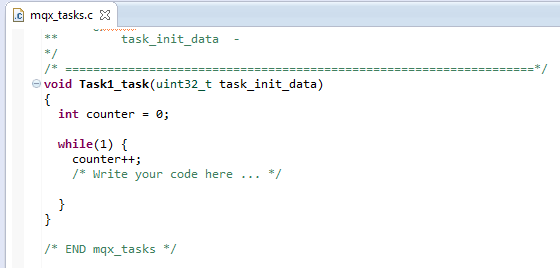 mqx_tasks.c
** task_init_data -
*/
/* ===================================================================*/
void Task1_task(uint32_t task_init_data)
{
int counter = 0;
while(1) {
counter++;
/* Write your code here ... */
}
}
/* END mqx_tasks */